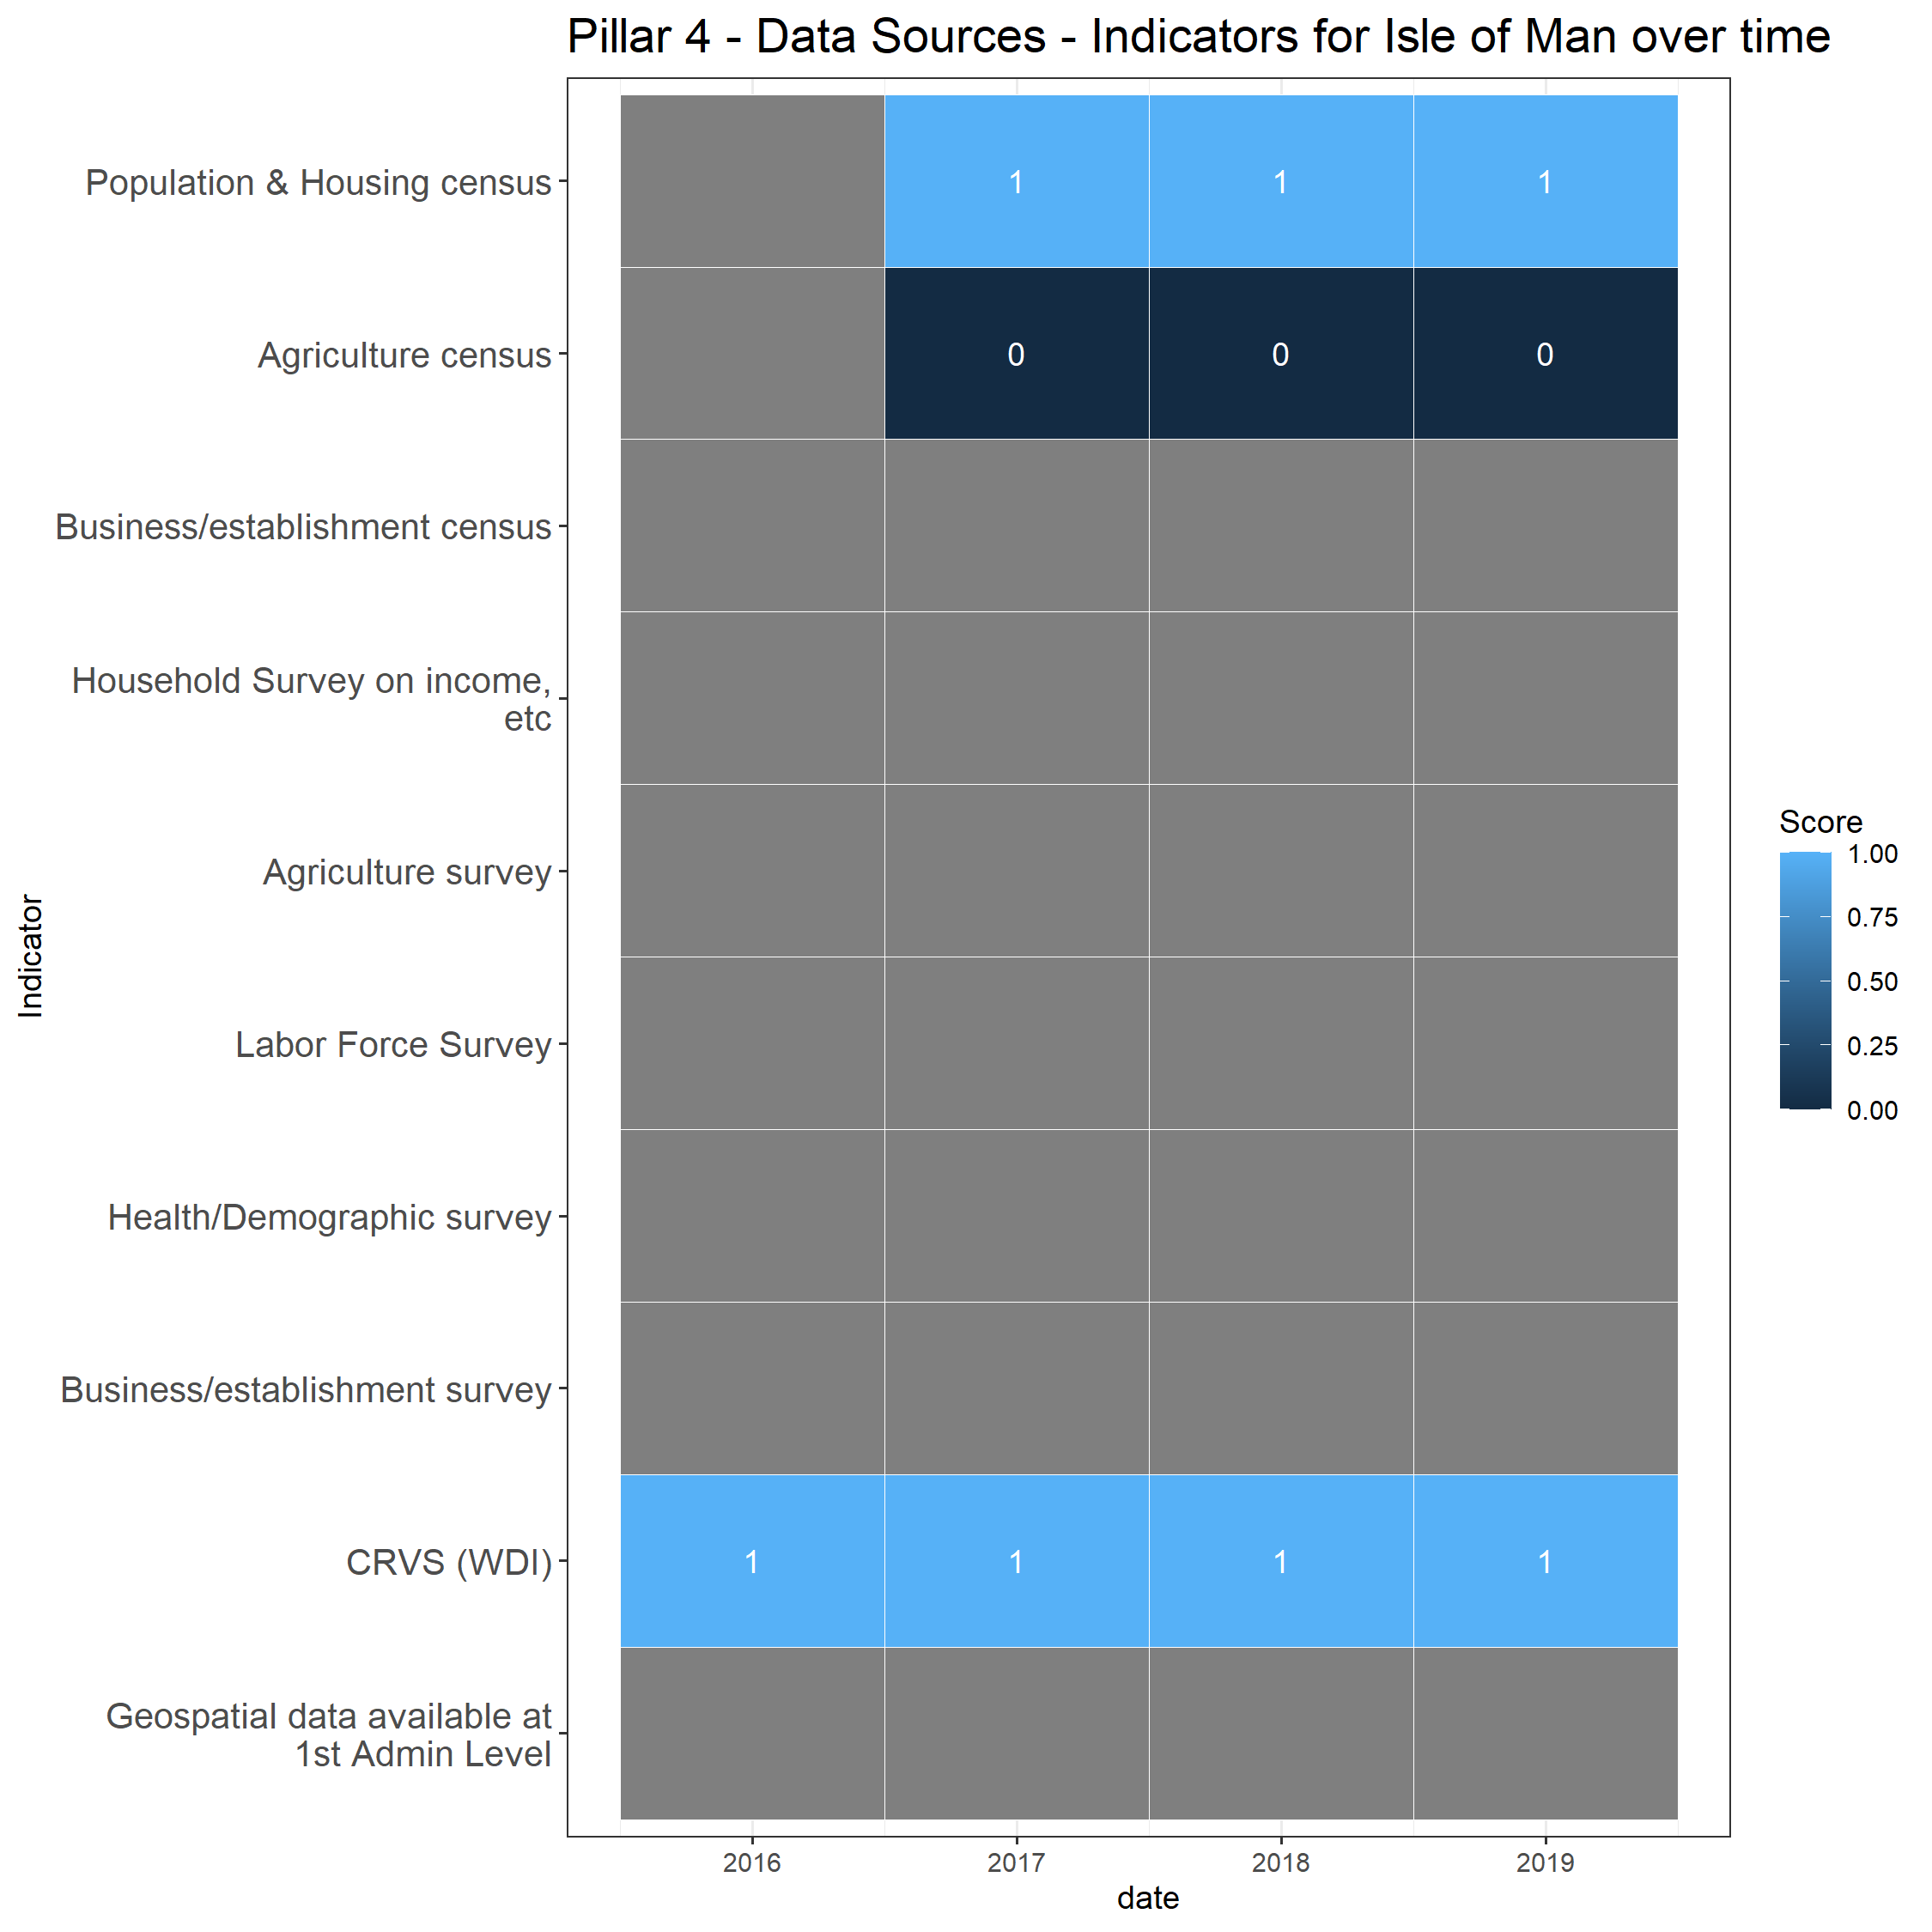 Pillar 4 - Data Sources - Indicators for Isle of Man over time
Indicator
Population & Housing census
1 1 1
Agriculture census
0 0 0
Business/establishment census
Household Survey on income,
etc
Agriculture survey
Labor Force Survey
Health/Demographic survey
Business/establishment survey
CRVS (WDI)
1 1 1 1
Geospatial data available at
1st Admin Level
2016 2017 2018 2019
date
Score
1.00
0.75
0.50
0.25
0.00